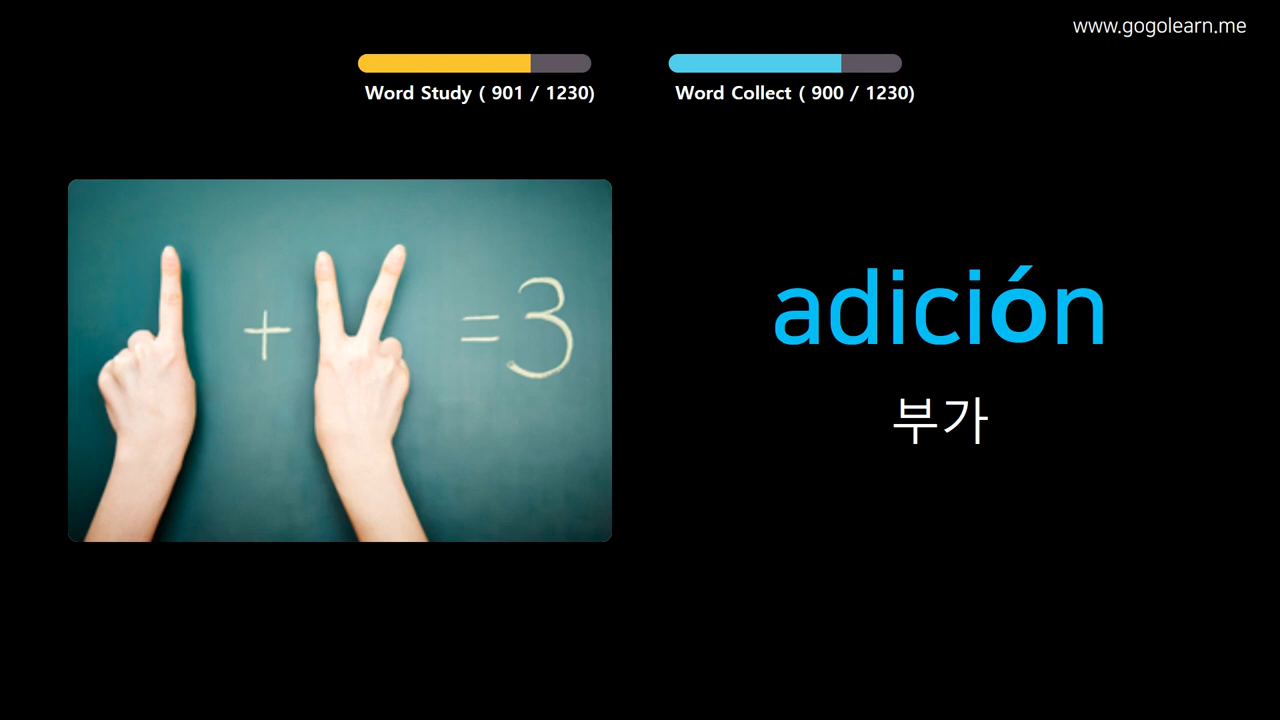 www.gogolearn.me
Word Study ( 901 / 1230)
Word Collect ( 900 / 1230)
+ =3
adición
부가